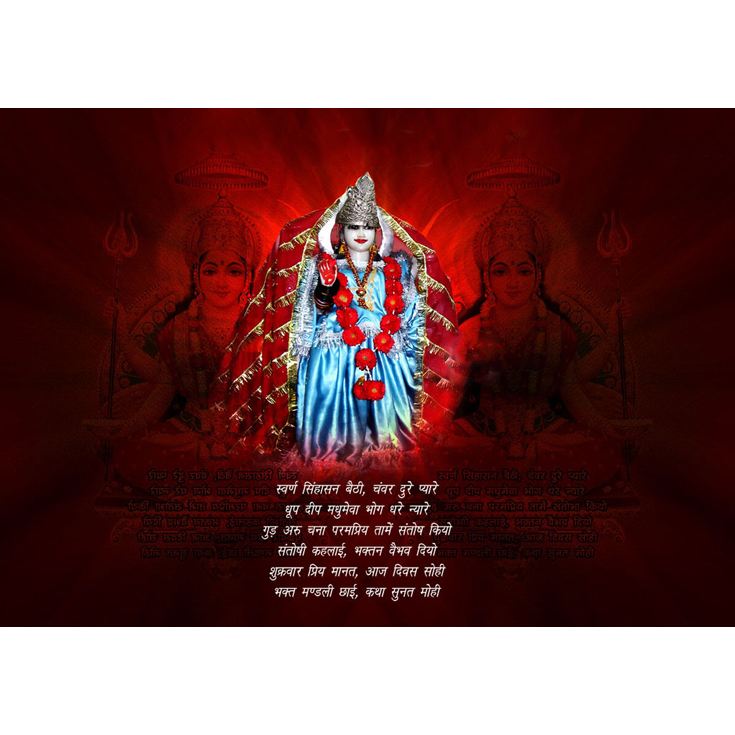 स्वर्ण सिंहासन बैठी, चंवर दुरे प्यारे
धूप दीप मधुमेवा भोग धरे न्यारे
गुड़ अरु चना परमप्रिय तामें संतोष कियो
संतोषी कहलाई, भक्तन वैभव दियो
शुक्रवार प्रिय मानत, आज दिवस सोही
भक्त मण्डली छाई, कथा सुनत मोही